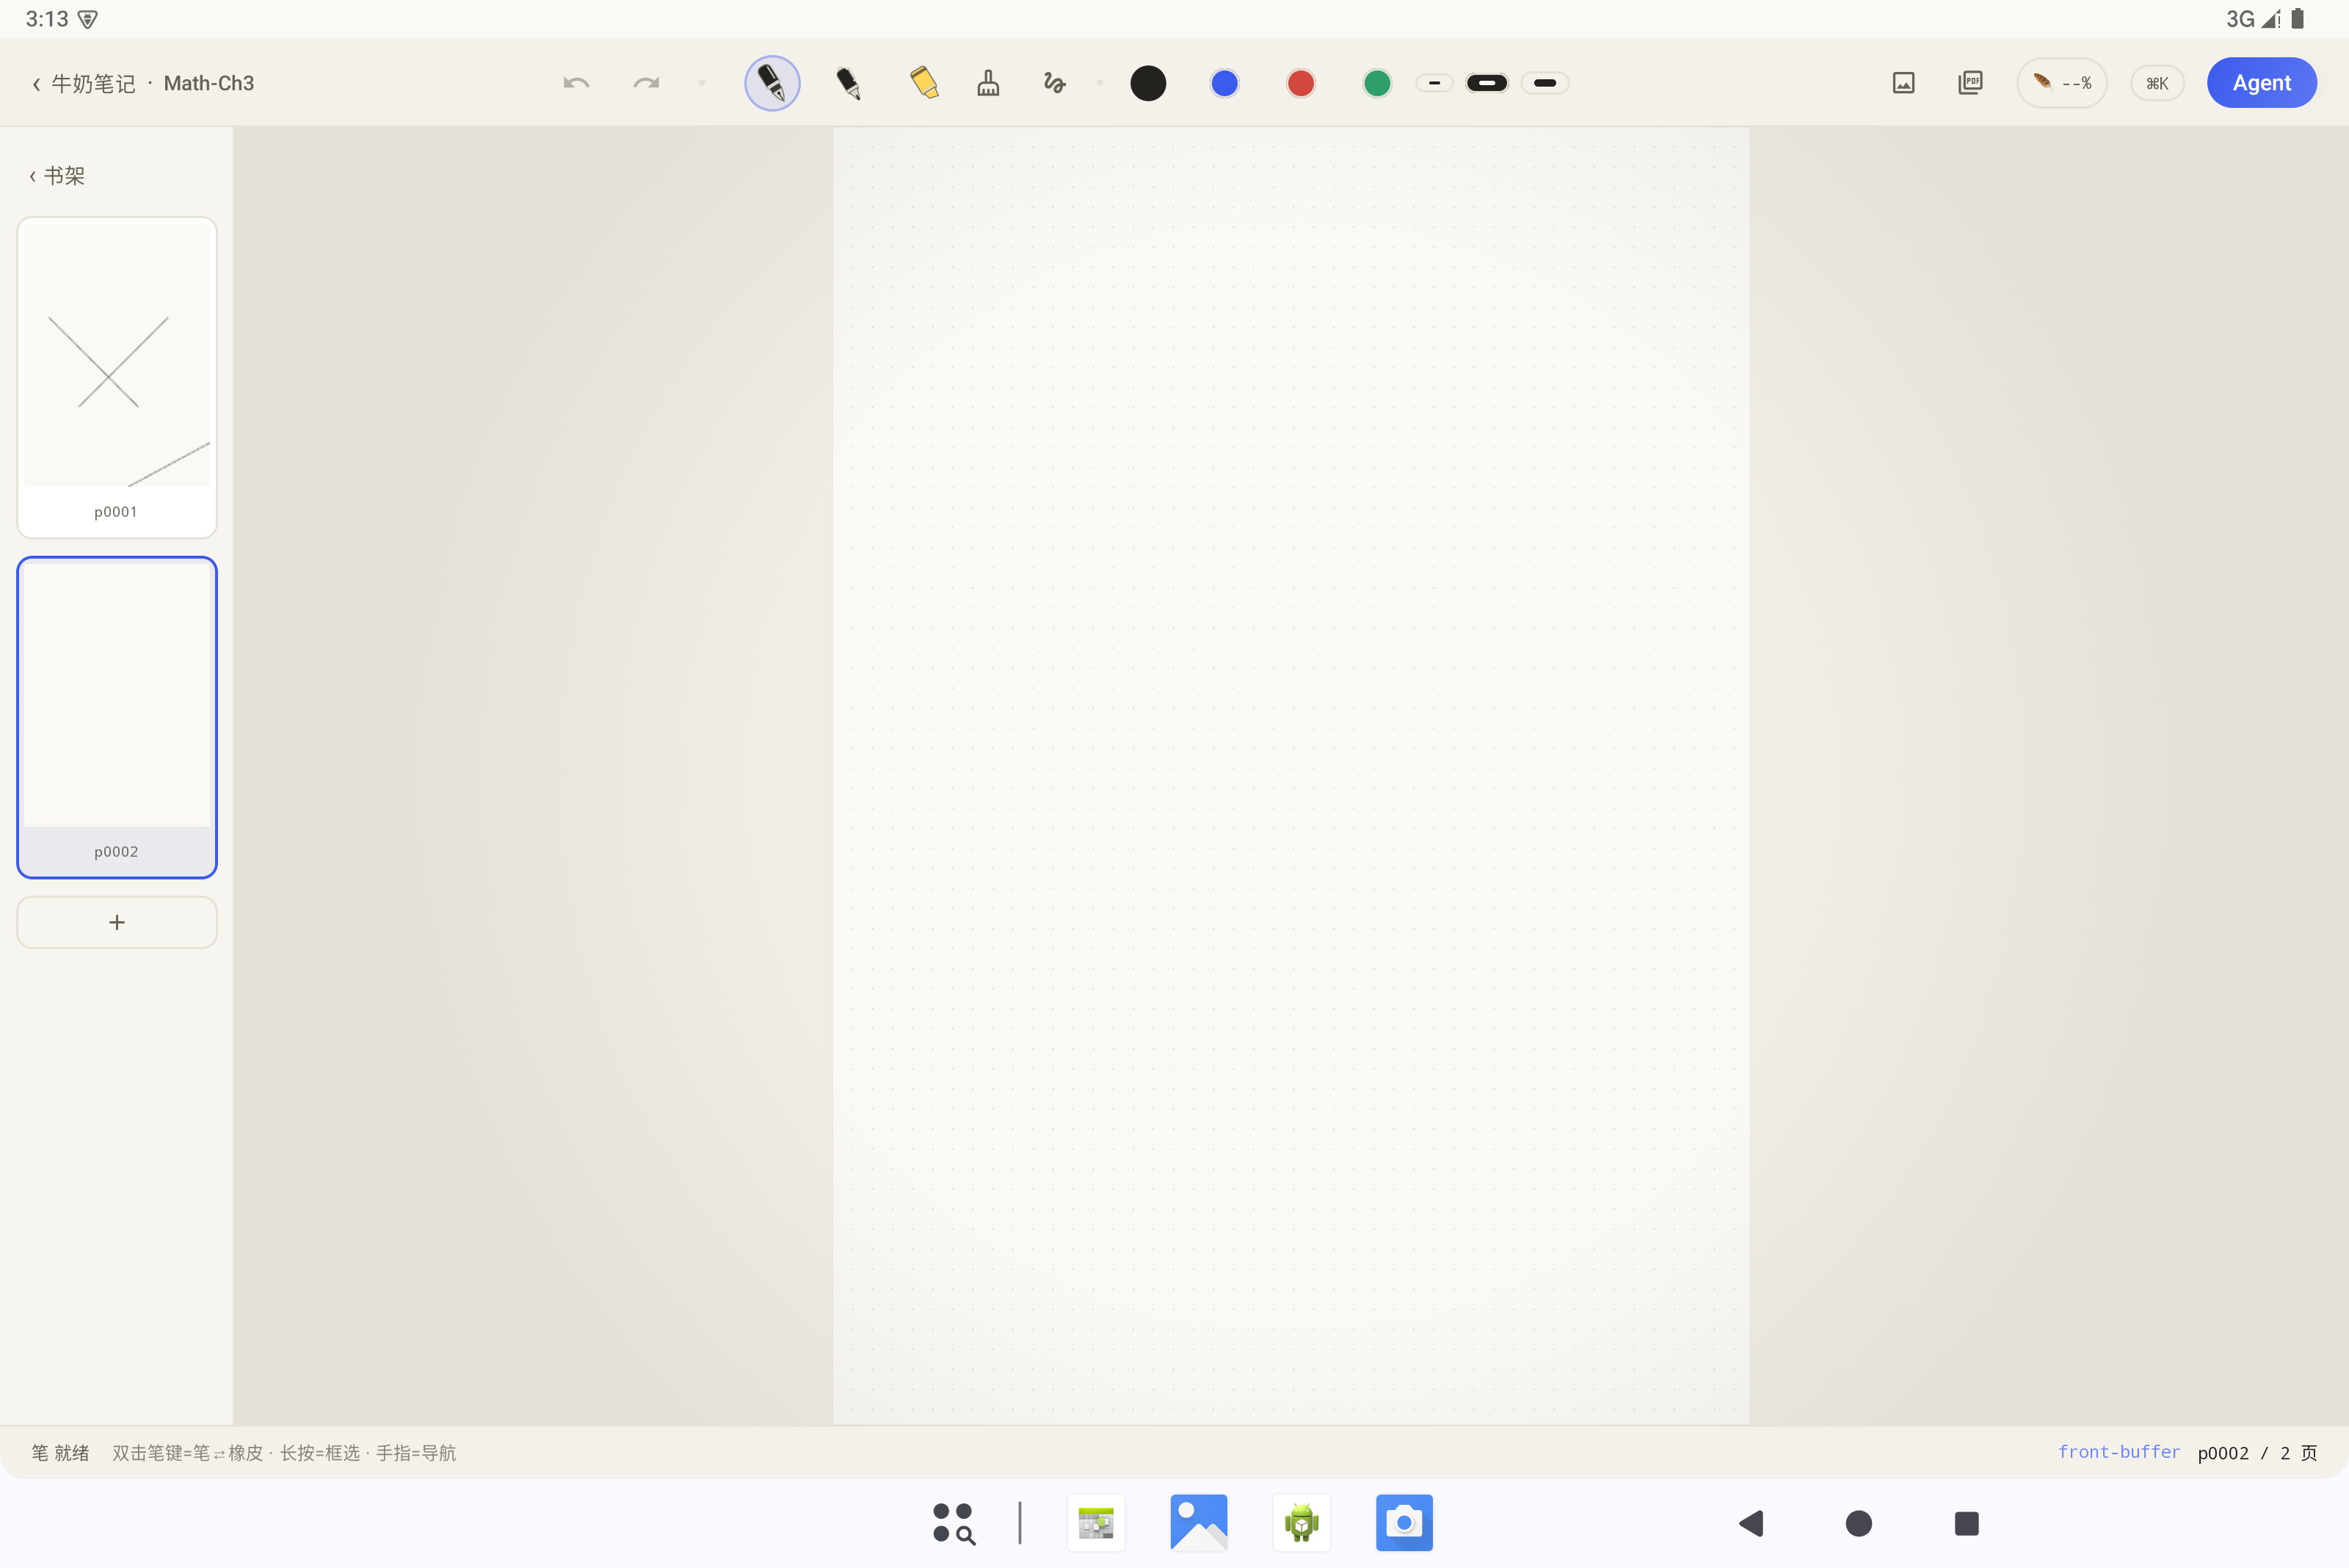 3:13
3G
‹ 牛奶笔记 · Math-Ch3
--%
⌘K
Agent
PDF
‹ 书架
p0001
p0002
+
笔 就绪 双击笔键=笔⇄橡皮 · 长按=框选 · 手指=导航
front-buffer p0002 / 2 页